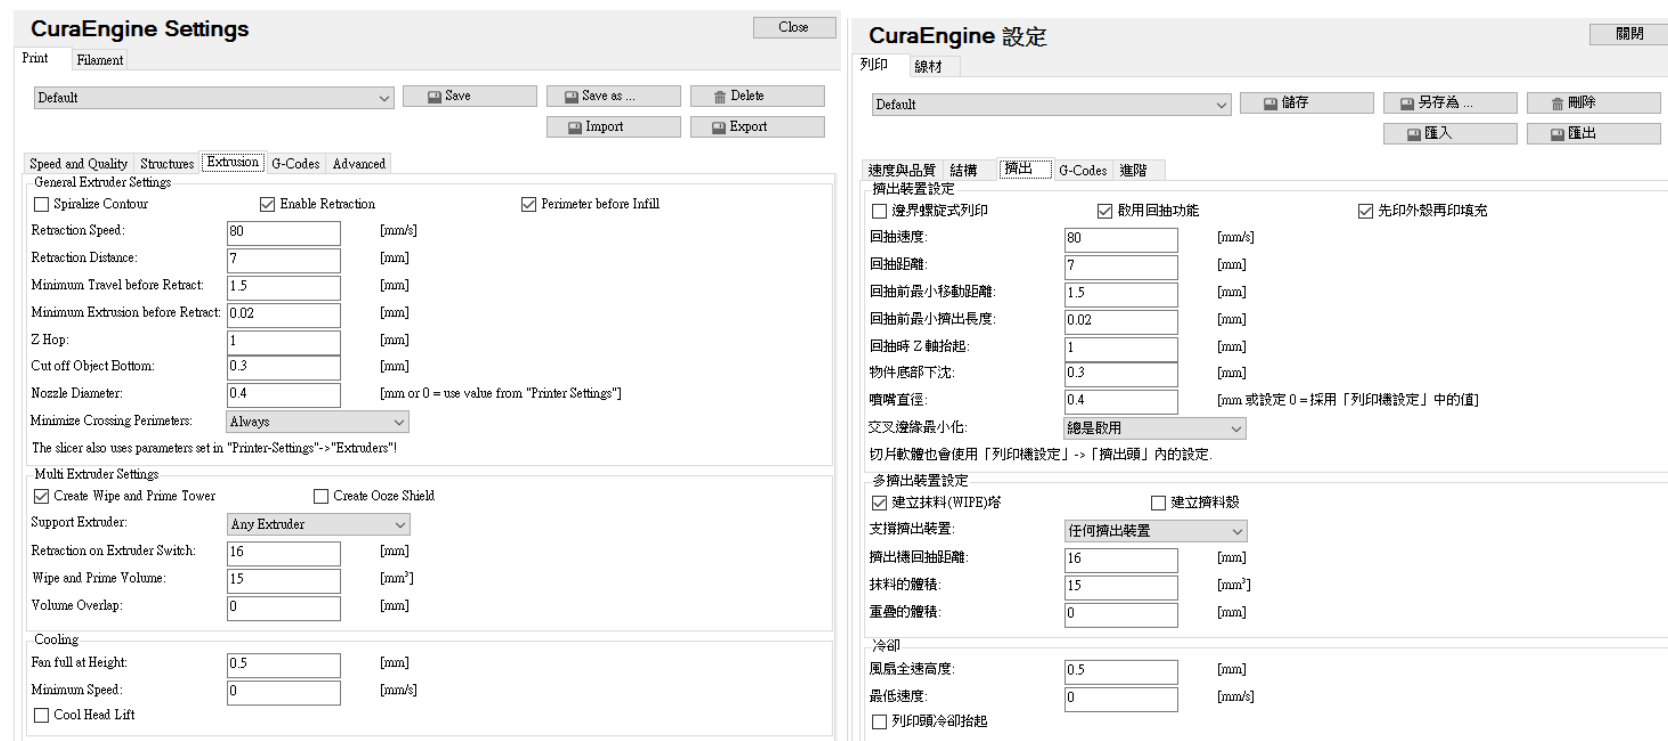 CuraEngine Settings
Close
Print
Filament
Default
Save
Save as ...
Delete
Import
Export
Speed and Quality
Structures
Extrusion
G-Codes
Advanced
General Extruder Settings
Spiralize Contour
Enable Retraction
Perimeter before Infill
Retraction Speed:
80
[mm/s]
Retraction Distance:
7
[mm]
Minimum Travel before Retract:
1.5
[mm]
Minimum Extrusion before Retract:
0.02
[mm]
Z Hop:
1
[mm]
Cut off Object Bottom:
0.3
[mm]
Nozzle Diameter:
0.4
[mm or 0 = use value from "Printer Settings"]
Minimize Crossing Perimeters:
Always
The slicer also uses parameters set in "Printer-Settings"->"Extruders"!
Multi Extruder Settings
Create Wipe and Prime Tower
Create Ooze Shield
Support Extruder:
Any Extruder
Retraction on Extruder Switch:
16
[mm]
Wipe and Prime Volume:
15
[mm³]
Volume Overlap:
0
[mm]
Cooling
Fan full at Height:
0.5
[mm]
Minimum Speed:
0
[mm/s]
Cool Head Lift
CuraEngine 設定
關閉
列印
線材
Default
儲存
另存為 ...
刪除
匯入
匯出
速度與品質
結構
擠出
G-Codes
進階
擠出裝置設定
邊界螺旋式列印
啟用回抽功能
先印外殼再印填充
回抽速度:
80
[mm/s]
回抽距離:
7
[mm]
回抽前最小移動距離:
1.5
[mm]
回抽前最小擠出長度:
0.02
[mm]
回抽時 Z 軸抬起:
1
[mm]
物件底部下沈:
0.3
[mm]
噴嘴直徑:
0.4
[mm 或設定 0 = 採用「列印機設定」中的值]
交叉邊緣最小化:
總是啟用
切片軟體也會使用「列印機設定」->「擠出頭」內的設定.
多擠出裝置設定
建立抹料(WIPE)塔
建立擠料殼
支撐擠出裝置:
任何擠出裝置
擠出機回抽距離:
16
[mm]
抹料的體積:
15
[mm³]
重疊的體積:
0
[mm]
冷卻
風扇全速高度:
0.5
[mm]
最低速度:
0
[mm/s]
列印頭冷卻抬起